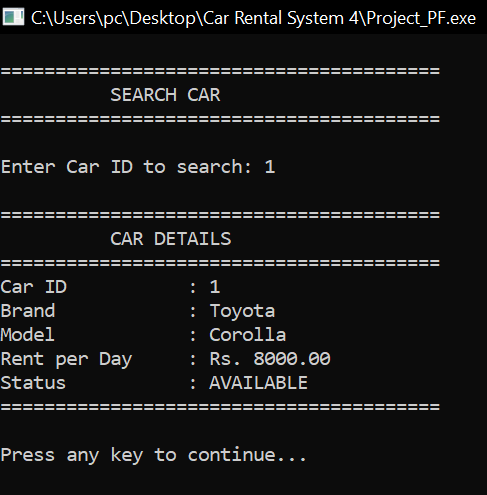 C:\Users\pc\Desktop\Car Rental System 4\Project_PF.exe
========================================
          SEARCH CAR
========================================
Enter Car ID to search: 1
========================================
          CAR DETAILS
========================================
Car ID           : 1
Brand            : Toyota
Model            : Corolla
Rent per Day     : Rs. 8000.00
Status           : AVAILABLE
========================================
Press any key to continue...